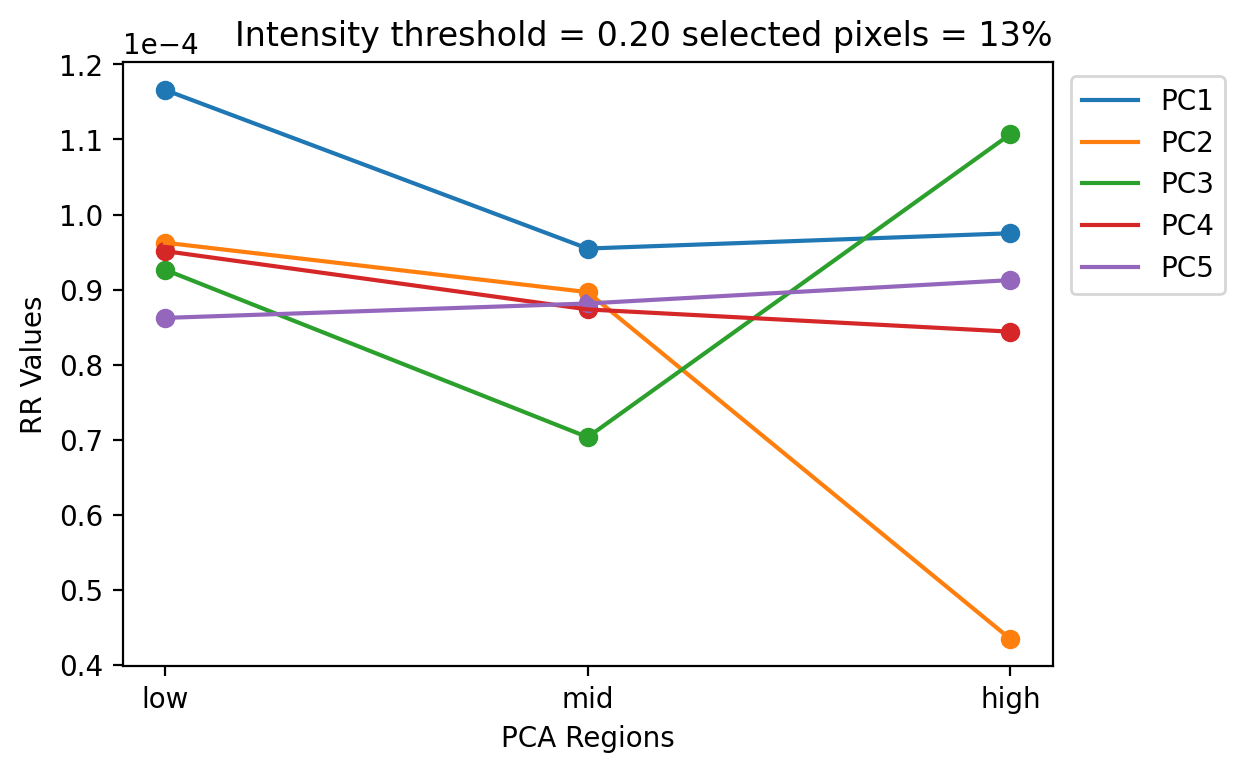 Intensity threshold = 0.20 selected pixels = 13%
1e−4
1.2
1.1
1.0
0.9
0.8
0.7
0.6
0.5
0.4
RR Values
low
mid
high
PCA Regions
PC1
PC2
PC3
PC4
PC5